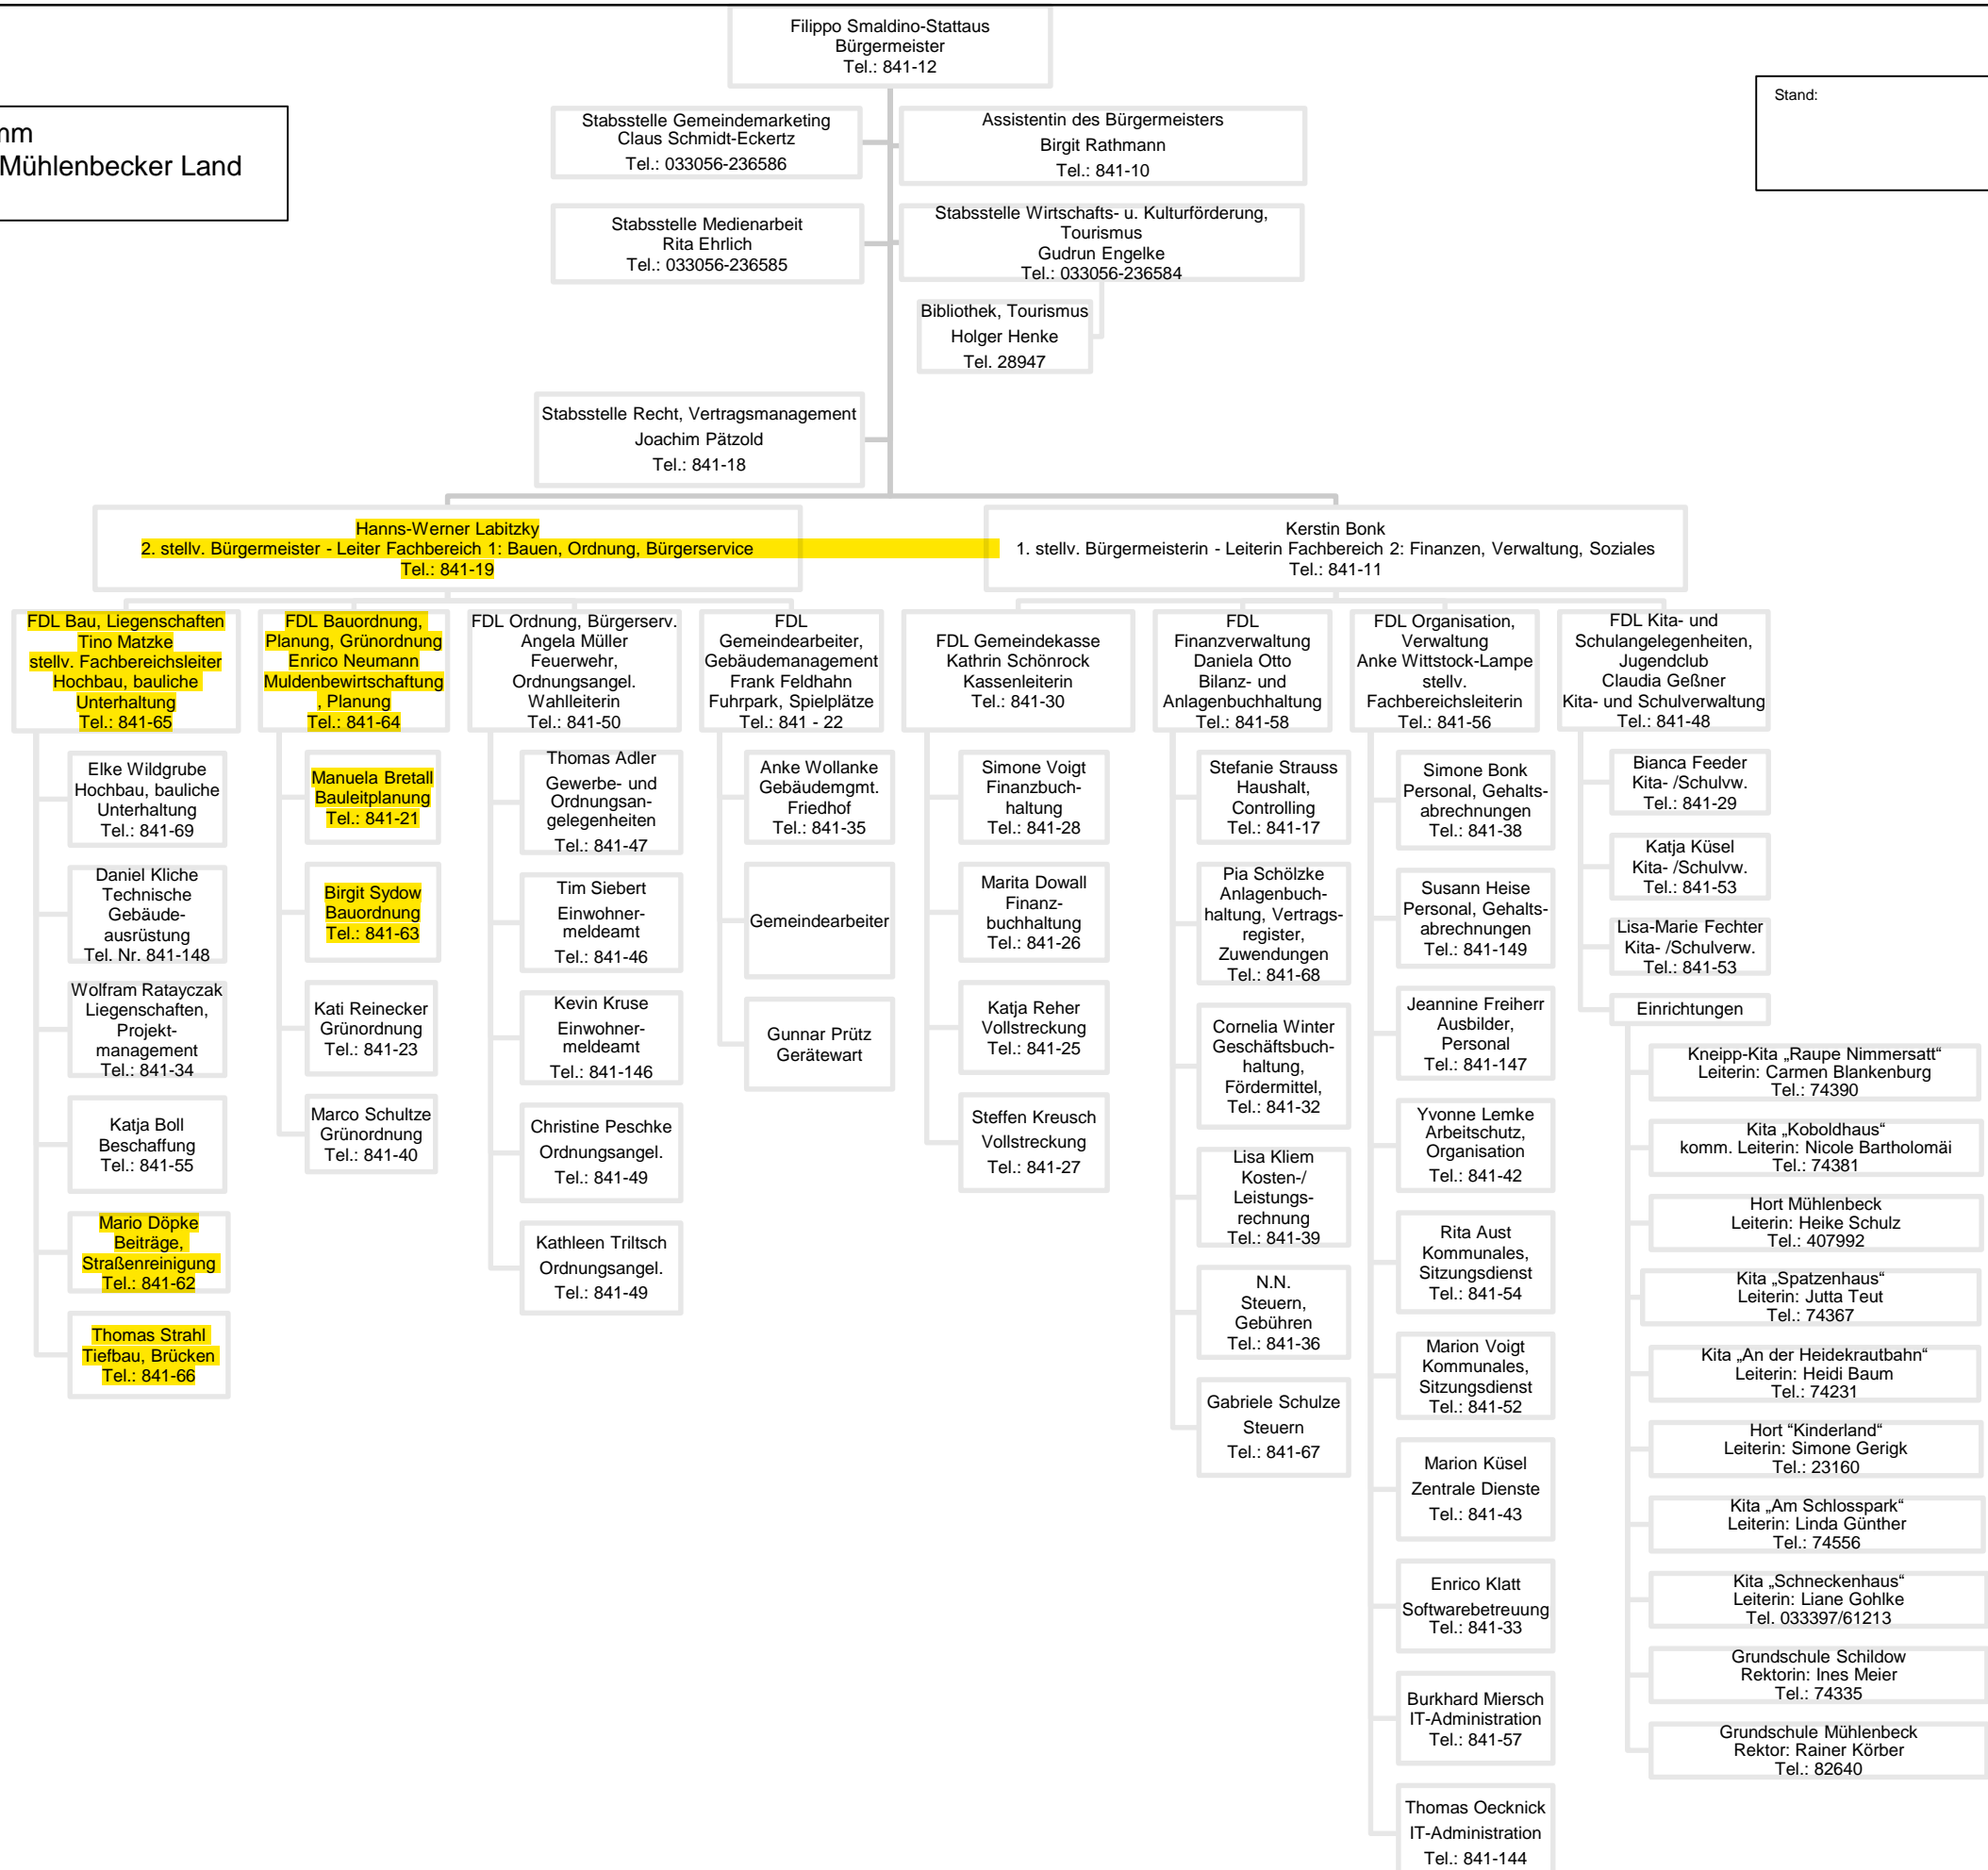 Filippo Smaldino-Stattaus
Bürgermeister
Tel.: 841-12
mm
Mühlenbecker Land
Stand:
Stabsstelle Gemeindemarketing
Claus Schmidt-Eckertz
Tel.: 033056-236586
Assistentin des Bürgermeisters
Birgit Rathmann
Tel.: 841-10
Stabsstelle Medienarbeit
Rita Ehrlich
Tel.: 033056-236585
Stabsstelle Wirtschafts- u. Kulturförderung,
Tourismus
Gudrun Engelke
Tel.: 033056-236584
Bibliothek, Tourismus
Holger Henke
Tel. 28947
Stabsstelle Recht, Vertragsmanagement
Joachim Pätzold
Tel.: 841-18
Hanns-Werner Labitzky
2. stellv. Bürgermeister - Leiter Fachbereich 1: Bauen, Ordnung, Bürgerservice
Tel.: 841-19
Kerstin Bonk
1. stellv. Bürgermeisterin - Leiterin Fachbereich 2: Finanzen, Verwaltung, Soziales
Tel.: 841-11
FDL Bau, Liegenschaften
Tino Matzke
stellv. Fachbereichsleiter
Hochbau, bauliche
Unterhaltung
Tel.: 841-65
Elke Wildgrube
Hochbau, bauliche
Unterhaltung
Tel.: 841-69
Daniel Kliche
Technische
Gebäude-
ausrüstung
Tel. Nr. 841-148
Wolfram Ratayczak
Liegenschaften,
Projekt-
management
Tel.: 841-34
Katja Boll
Beschaffung
Tel.: 841-55
Mario Döpke
Beiträge,
Straßenreinigung
Tel.: 841-62
Thomas Strahl
Tiefbau, Brücken
Tel.: 841-66
FDL Bauordnung,
Planung, Grünordnung
Enrico Neumann
Muldenbewirtschaftung
, Planung
Tel.: 841-64
Manuela Bretall
Bauleitplanung
Tel.: 841-21
Birgit Sydow
Bauordnung
Tel.: 841-63
Kati Reinecker
Grünordnung
Tel.: 841-23
Marco Schultze
Grünordnung
Tel.: 841-40
FDL Ordnung, Bürgerserv.
Angela Müller
Feuerwehr,
Ordnungsangel.
Wahlleiterin
Tel.: 841-50
Thomas Adler
Gewerbe- und
Ordnungsan-
gelegenheiten
Tel.: 841-47
Tim Siebert
Einwohner-
meldeamt
Tel.: 841-46
Kevin Kruse
Einwohner-
meldeamt
Tel.: 841-146
Christine Peschke
Ordnungsangel.
Tel.: 841-49
Kathleen Triltsch
Ordnungsangel.
Tel.: 841-49
FDL
Gemeindearbeiter,
Gebäudemanagement
Frank Feldhahn
Fuhrpark, Spielplätze
Tel.: 841 - 22
Anke Wollanke
Gebäudemgmt.
Friedhof
Tel.: 841-35
Gemeindearbeiter
Gunnar Prütz
Gerätewart
FDL Gemeindekasse
Kathrin Schönrock
Kassenleiterin
Tel.: 841-30
Simone Voigt
Finanzbuch-
haltung
Tel.: 841-28
Marita Dowall
Finanz-
buchhaltung
Tel.: 841-26
Katja Reher
Vollstreckung
Tel.: 841-25
Steffen Kreusch
Vollstreckung
Tel.: 841-27
FDL
Finanzverwaltung
Daniela Otto
Bilanz- und
Anlagenbuchhaltung
Tel.: 841-58
Stefanie Strauss
Haushalt,
Controlling
Tel.: 841-17
Pia Schölzke
Anlagenbuch-
haltung, Vertrags-
register,
Zuwendungen
Tel.: 841-68
Cornelia Winter
Geschäftsbuch-
haltung,
Fördermittel,
Tel.: 841-32
Lisa Kliem
Kosten-/
Leistungs-
rechnung
Tel.: 841-39
N.N.
Steuern,
Gebühren
Tel.: 841-36
Gabriele Schulze
Steuern
Tel.: 841-67
FDL Organisation,
Verwaltung
Anke Wittstock-Lampe
stellv.
Fachbereichsleiterin
Tel.: 841-56
Simone Bonk
Personal, Gehalts-
abrechnungen
Tel.: 841-38
Susann Heise
Personal, Gehalts-
abrechnungen
Tel.: 841-149
Jeannine Freiherr
Ausbilder,
Personal
Tel.: 841-147
Yvonne Lemke
Arbeitschutz,
Organisation
Tel.: 841-42
Rita Aust
Kommunales,
Sitzungsdienst
Tel.: 841-54
Marion Voigt
Kommunales,
Sitzungsdienst
Tel.: 841-52
Marion Küsel
Zentrale Dienste
Tel.: 841-43
Enrico Klatt
Softwarebetreuung
Tel.: 841-33
Burkhard Miersch
IT-Administration
Tel.: 841-57
Thomas Oecknick
IT-Administration
Tel.: 841-144
FDL Kita- und
Schulangelegenheiten,
Jugendclub
Claudia Geßner
Kita- und Schulverwaltung
Tel.: 841-48
Bianca Feeder
Kita- /Schulvw.
Tel.: 841-29
Katja Küsel
Kita- /Schulvw.
Tel.: 841-53
Lisa-Marie Fechter
Kita- /Schulverw.
Tel.: 841-53
Einrichtungen
Kneipp-Kita „Raupe Nimmersatt“
Leiterin: Carmen Blankenburg
Tel.: 74390
Kita „Koboldhaus“
komm. Leiterin: Nicole Bartholomäi
Tel.: 74381
Hort Mühlenbeck
Leiterin: Heike Schulz
Tel.: 407992
Kita „Spatzenhaus“
Leiterin: Jutta Teut
Tel.: 74367
Kita „An der Heidekrautbahn“
Leiterin: Heidi Baum
Tel.: 74231
Hort “Kinderland“
Leiterin: Simone Gerigk
Tel.: 23160
Kita „Am Schlosspark“
Leiterin: Linda Günther
Tel.: 74556
Kita „Schneckenhaus“
Leiterin: Liane Gohlke
Tel. 033397/61213
Grundschule Schildow
Rektorin: Ines Meier
Tel.: 74335
Grundschule Mühlenbeck
Rektor: Rainer Körber
Tel.: 82640